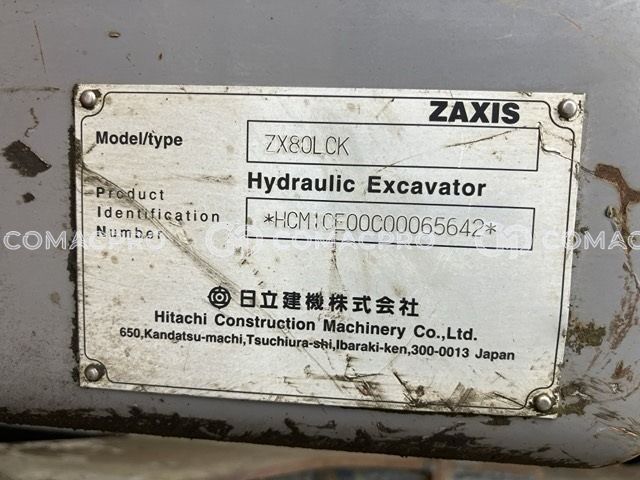 ZAXIS
Model/type ZX80LCK
Hydraulic Excavator
Product
Identification
Number *HCM1CE00C00065642*
COMACPRO COMACPRO COMACPRO
日立建機株式会社
Hitachi Construction Machinery Co.,Ltd.
650,Kandatsu-machi,Tsuchiura-shi,Ibaraki-ken,300-0013 Japan